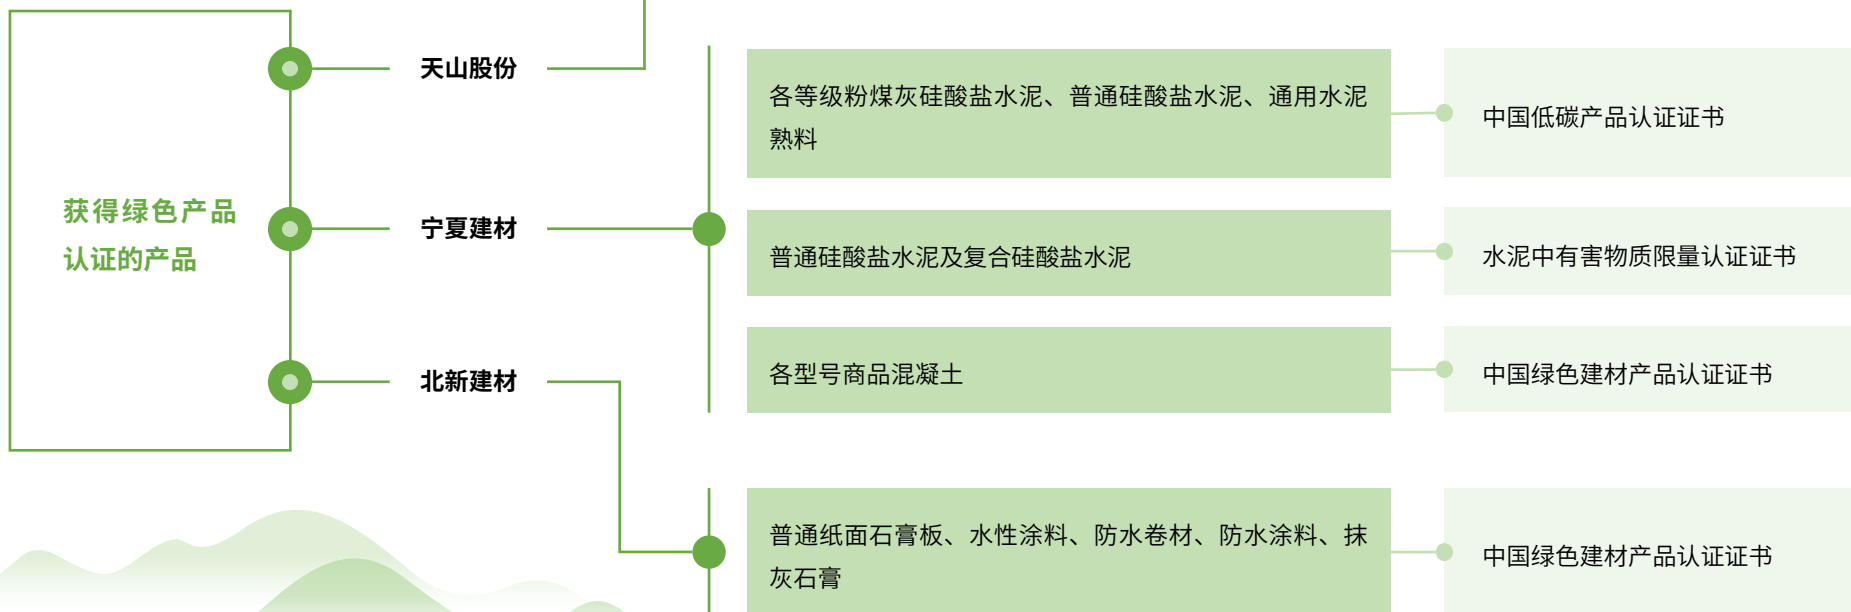 获得绿色产品
认证的产品
天山股份
宁夏建材
北新建材
各等级粉煤灰硅酸盐水泥、普通硅酸盐水泥、通用水泥
熟料
中国低碳产品认证证书
普通硅酸盐水泥及复合硅酸盐水泥
水泥中有害物质限量认证证书
各型号商品混凝土
中国绿色建材产品认证证书
普通纸面石膏板、水性涂料、防水卷材、防水涂料、抹
灰石膏
中国绿色建材产品认证证书